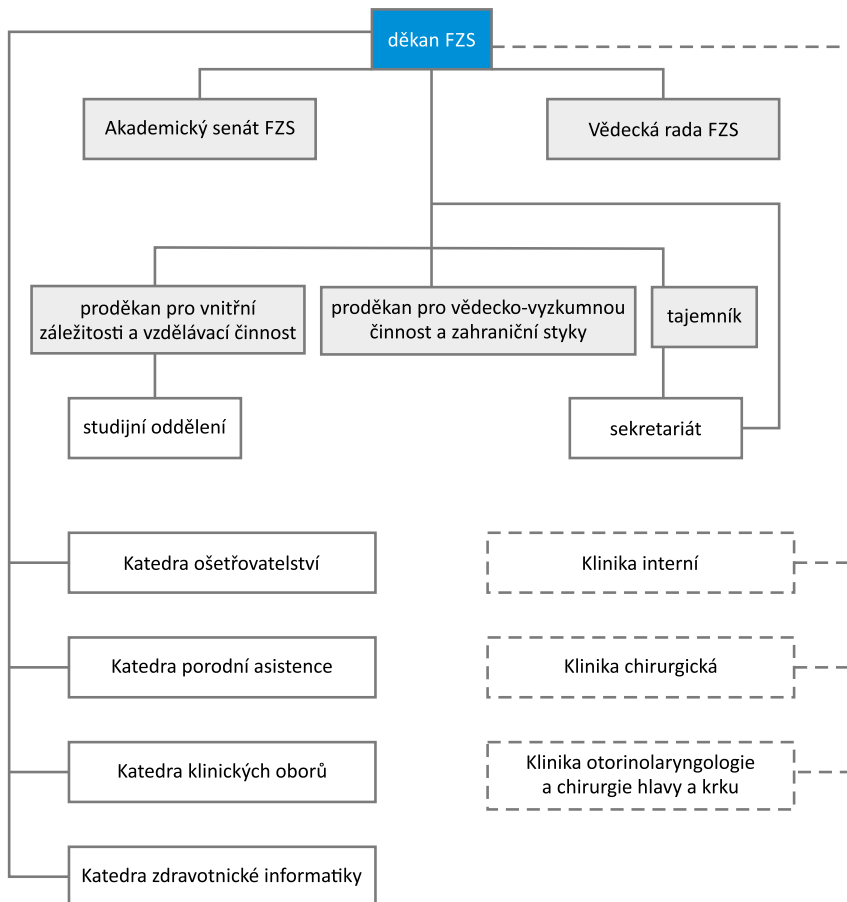 děkan FZS
Akademický senát FZS
Vědecká rada FZS
proděkan pro vnitřní
záležitosti a vzdělávací činnost
proděkan pro vědecko-vyzkumnou
činnost a zahraniční styky
tajemník
studijní oddělení
sekretariát
Katedra ošetřovatelství
Klinika interní
Katedra porodní asistence
Klinika chirurgická
Katedra klinických oborů
Klinika otorinolaryngologie
a chirurgie hlavy a krku
Katedra zdravotnické informatiky